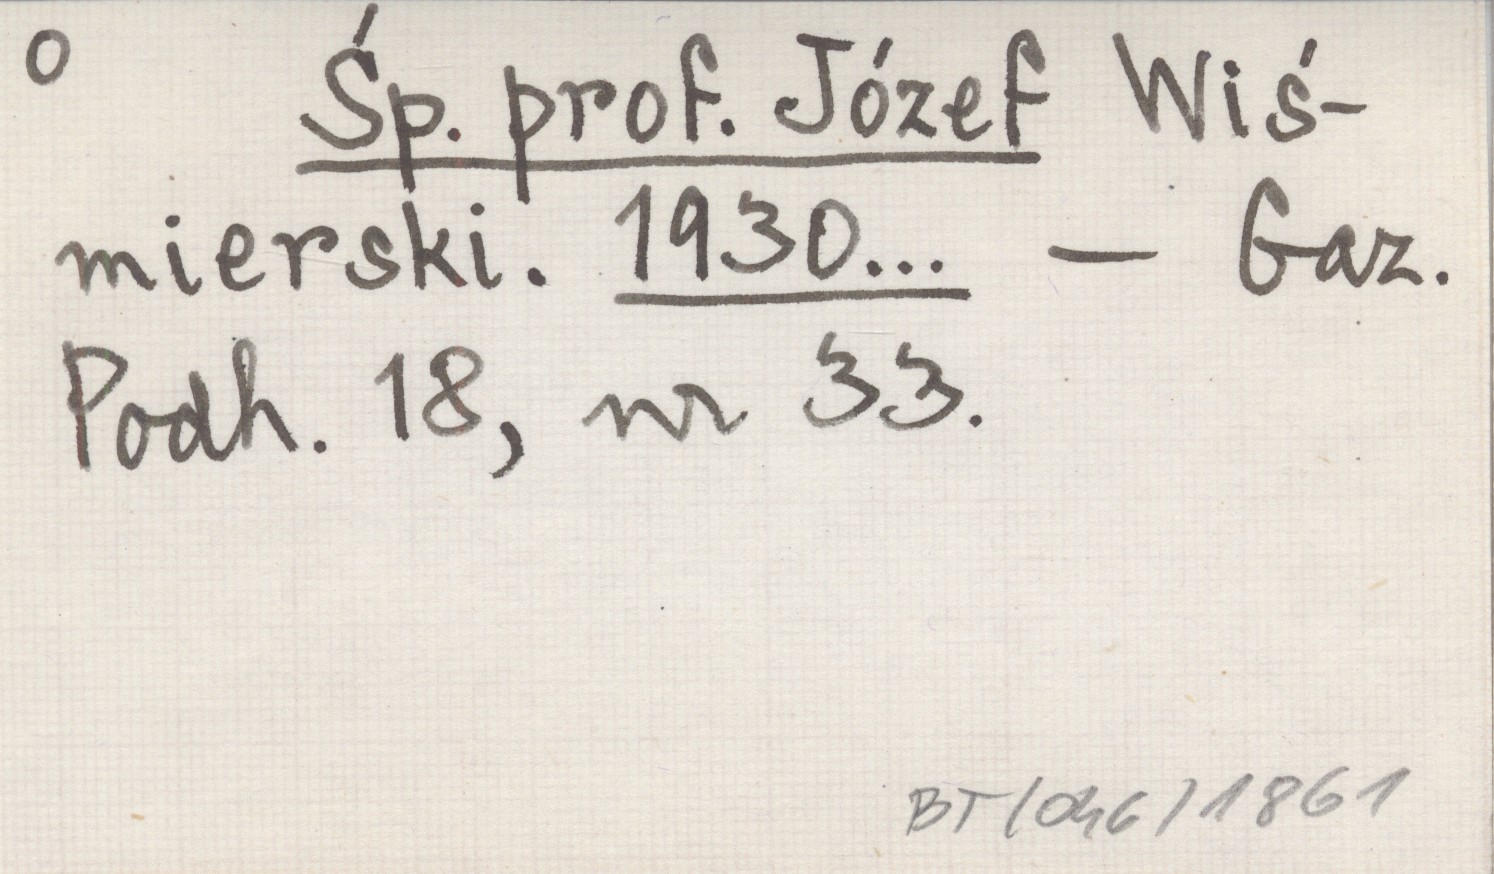 o Śp. prof. Józef Wiś-
mierski. 1930... — Gaz.
Podh. 18, nr 33.
BT/046/1861